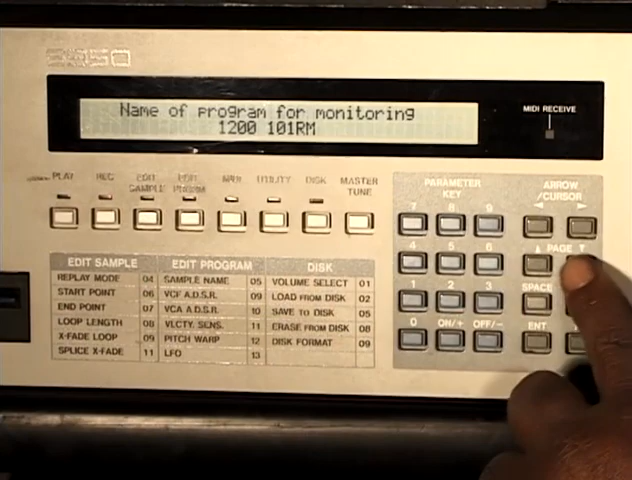 S950
Name of program for monitoring
1200 101RM
MIDI RECEIVE
PLAY REC EDIT SAMPLE EDIT PROGRAM MIDI UTILITY DISK MASTER TUNE
PARAMETER KEY
ARROW /CURSOR
7 8 9
4 5 6 PAGE
1 2 3 SPACE
0 ON/+ OFF/- ENT
EDIT SAMPLE EDIT PROGRAM DISK
REPLAY MODE 04 SAMPLE NAME 05 VOLUME SELECT 01
START POINT 06 VCF A.D.S.R. 09 LOAD FROM DISK 02
END POINT 07 VCA A.D.S.R. 10 SAVE TO DISK 05
LOOP LENGTH 08 VLCTY. SENS. 11 ERASE FROM DISK 08
X-FADE LOOP 09 PITCH WARP 12 DISK FORMAT 09
SPLICE X-FADE 11 LFO 13